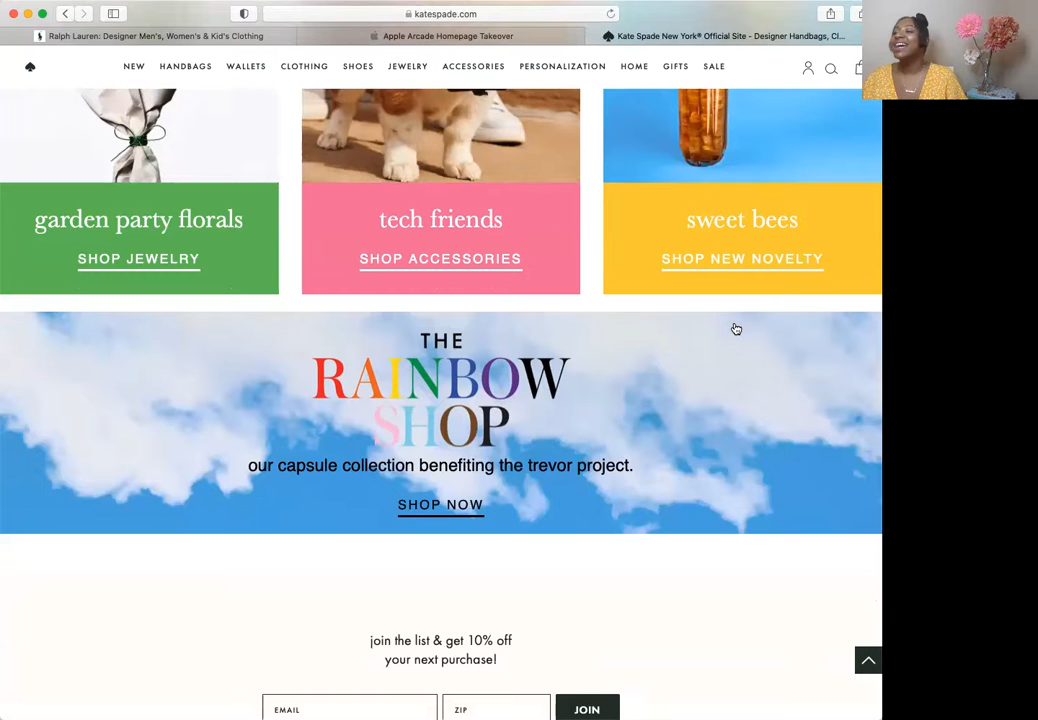 katespade.com
Ralph Lauren: Designer Men's, Women's & Kid's Clothing
Apple Arcade Homepage Takeover
Kate Spade New York® Official Site - Designer Handbags, Cl...
NEW HANDBAGS WALLETS CLOTHING SHOES JEWELRY ACCESSORIES PERSONALIZATION HOME GIFTS SALE
garden party florals
SHOP JEWELRY
tech friends
SHOP ACCESSORIES
sweet bees
SHOP NEW NOVELTY
THE
RAINBOW
SHOP
our capsule collection benefiting the trevor project.
SHOP NOW
join the list & get 10% off
your next purchase!
EMAIL
ZIP
JOIN